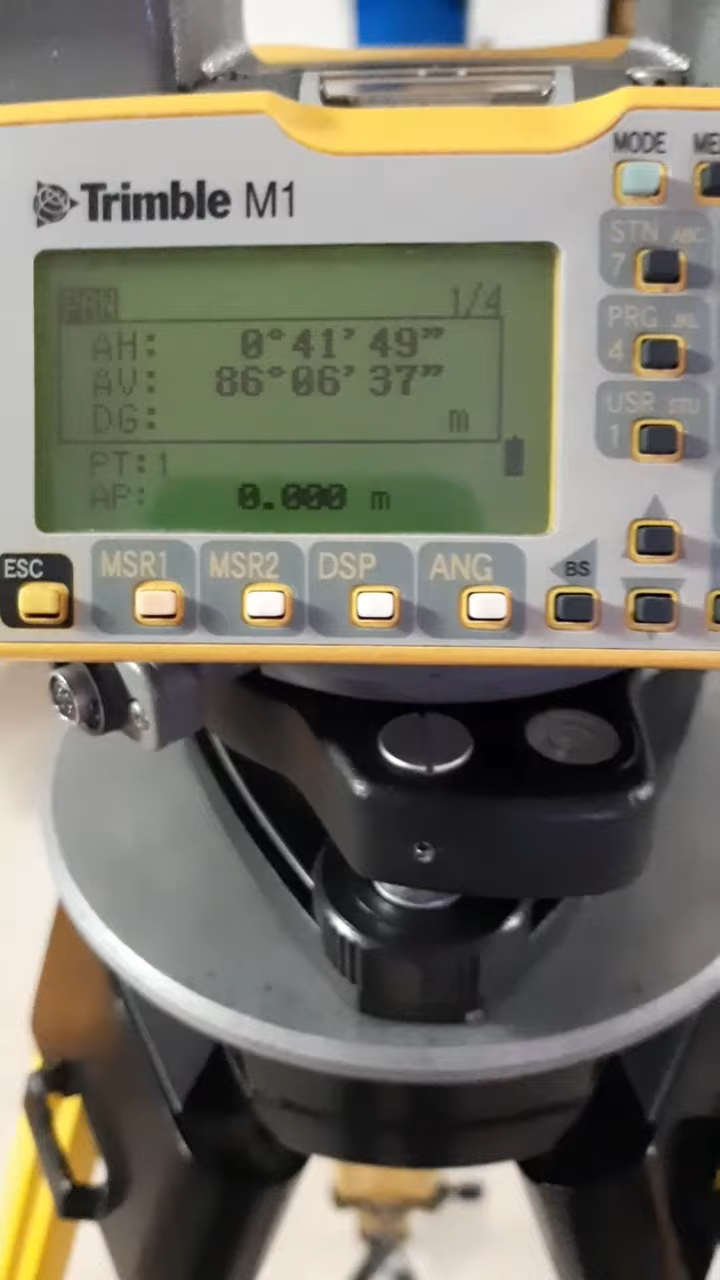 Trimble M1
MODE
STN ABC
7
PRG JKL
4
USR STU
1
1/4
AH: 0°41'49"
AV: 86°06'37"
DG: m
PT:1
AP: 0.000 m
ESC
MSR1
MSR2
DSP
ANG
BS